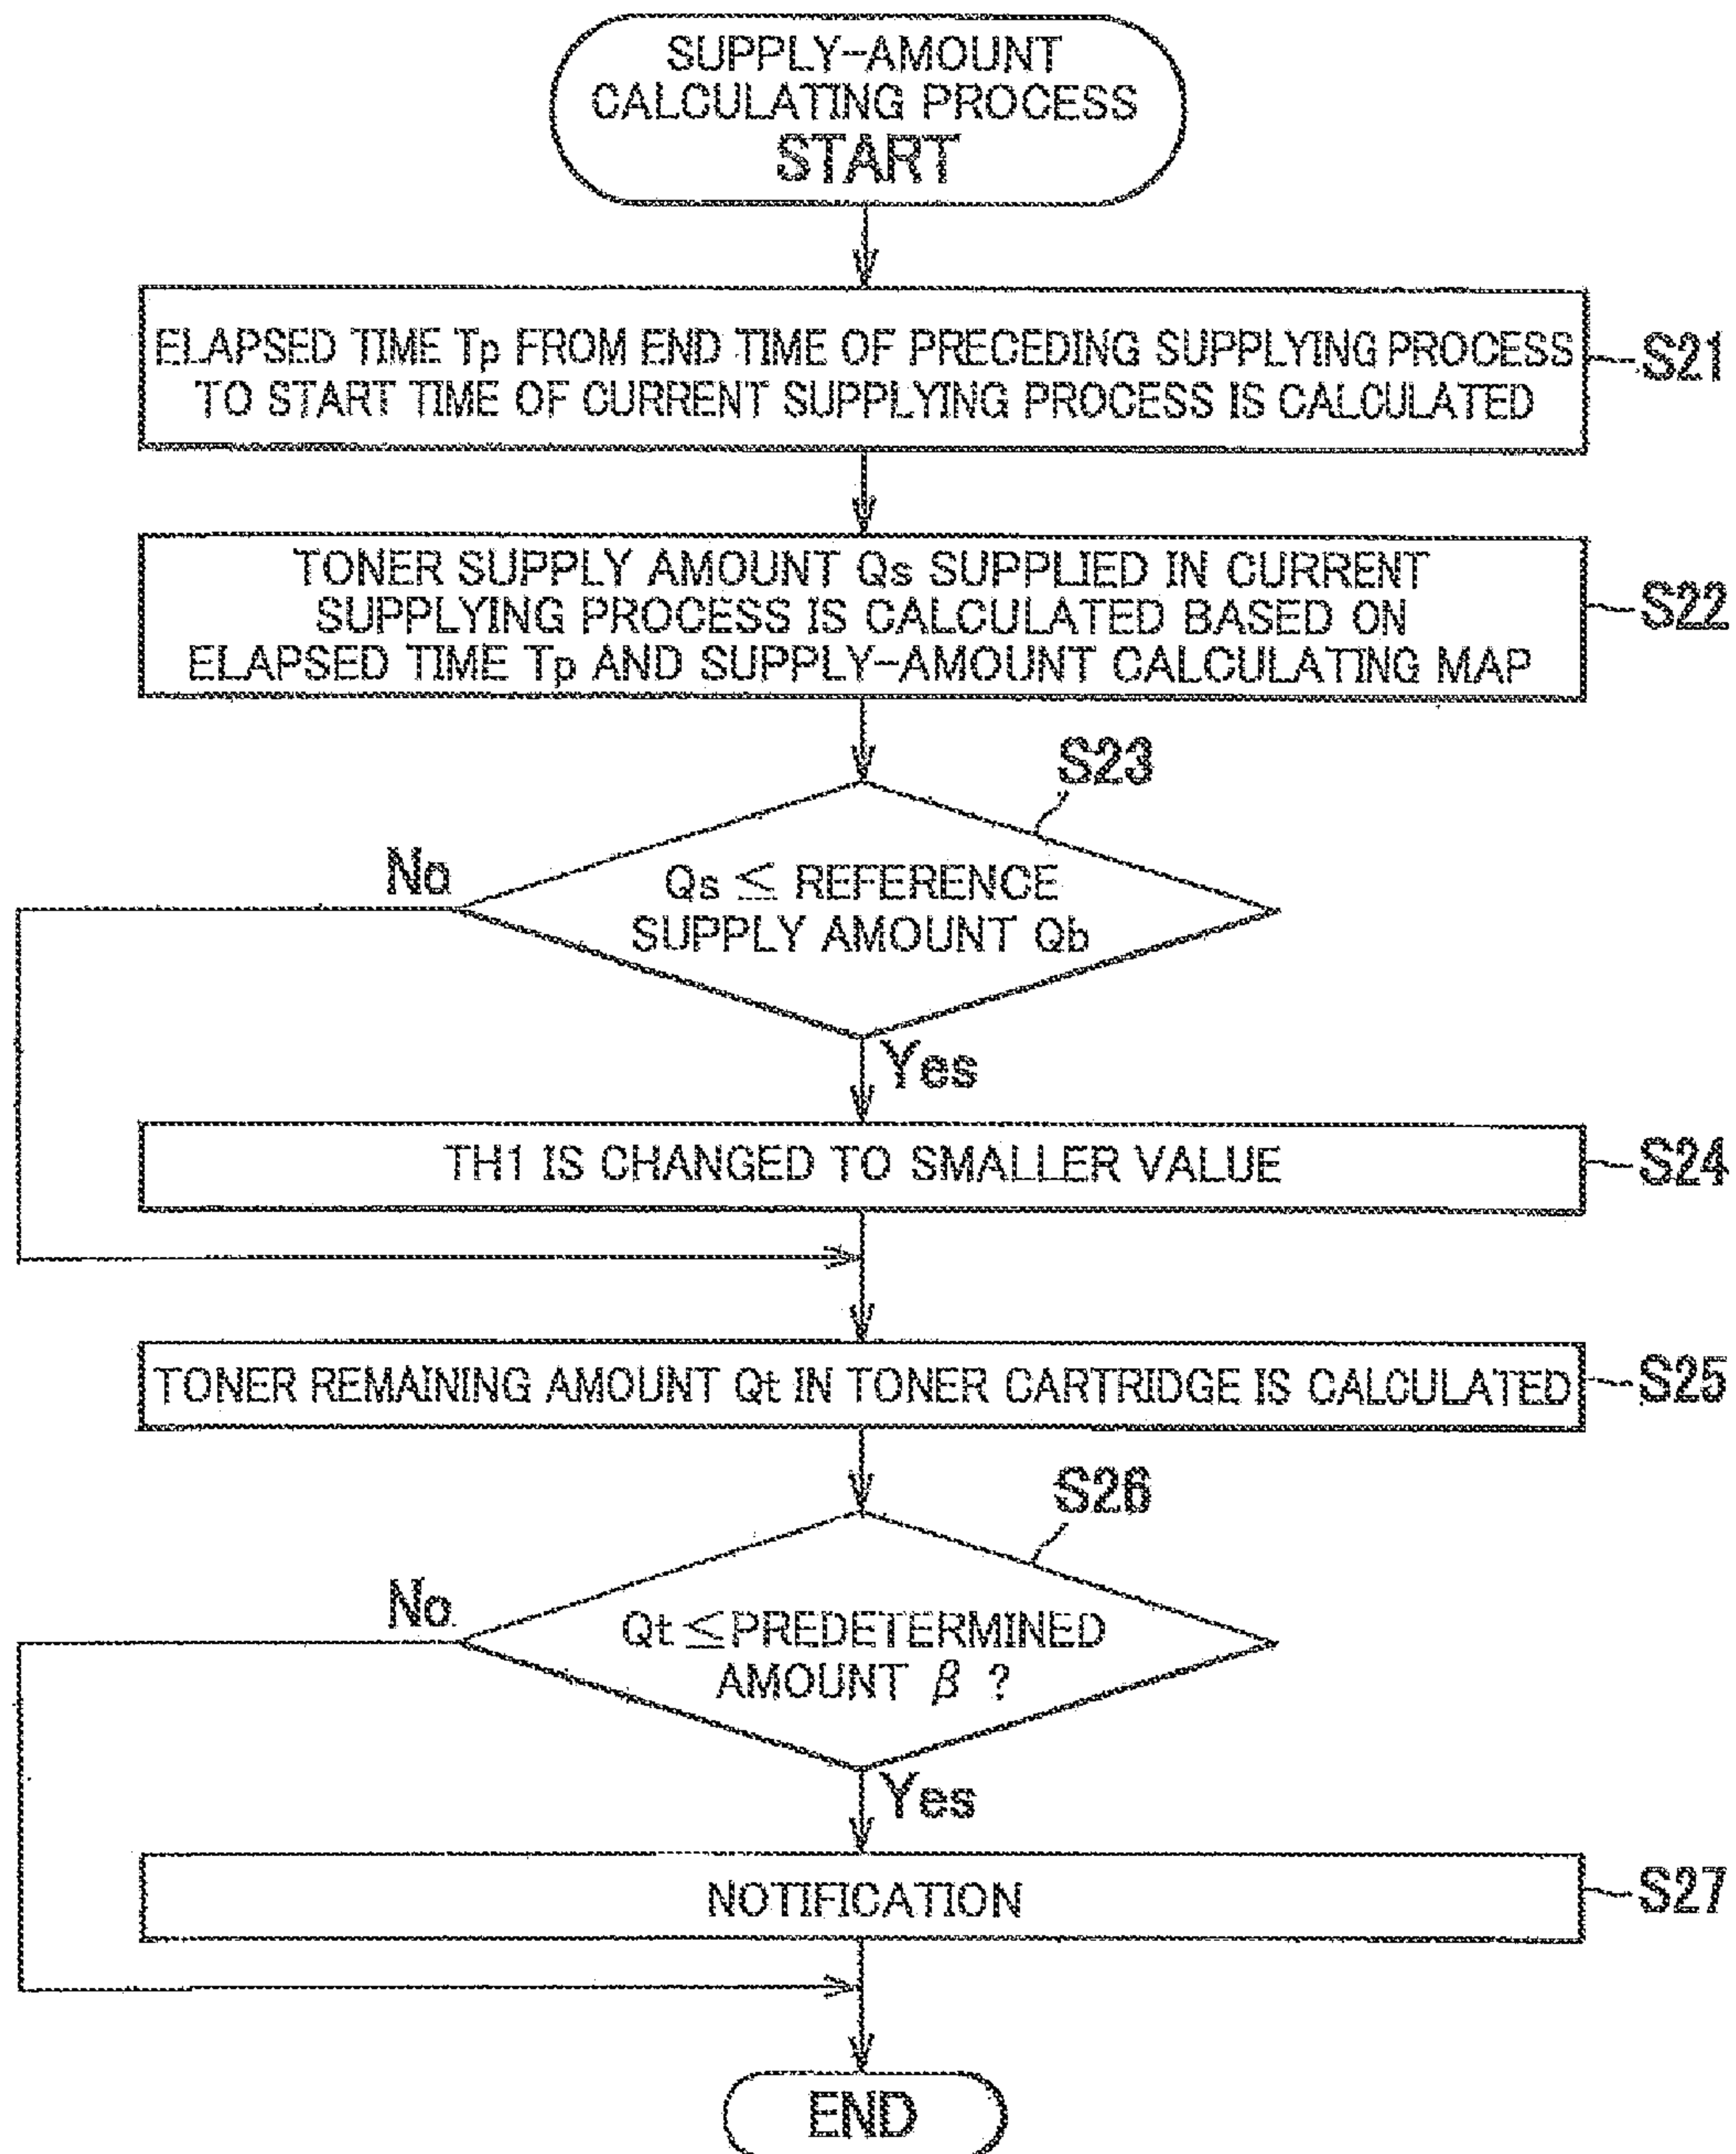 SUPPLY-AMOUNT
CALCULATING PROCESS
START
ELAPSED TIME Tp FROM END TIME OF PRECEDING SUPPLYING PROCESS
TO START TIME OF CURRENT SUPPLYING PROCESS IS CALCULATED
S21
TONER SUPPLY AMOUNT Qs SUPPLIED IN CURRENT
SUPPLYING PROCESS IS CALCULATED BASED ON
ELAPSED TIME Tp AND SUPPLY-AMOUNT CALCULATING MAP
S22
S23
No
Qs ≦ REFERENCE
SUPPLY AMOUNT Qb
Yes
TH1 IS CHANGED TO SMALLER VALUE
S24
TONER REMAINING AMOUNT Qt IN TONER CARTRIDGE IS CALCULATED
S25
S26
No
Qt ≦PREDETERMINED
AMOUNT β ?
Yes
NOTIFICATION
S27
END